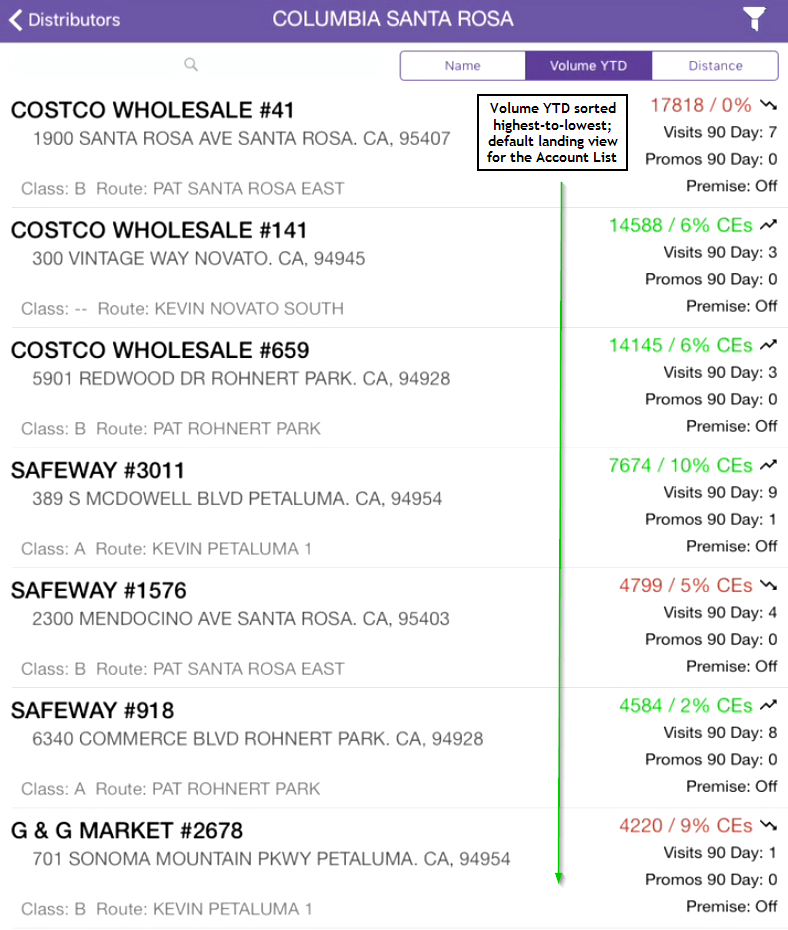 Distributors
COLUMBIA SANTA ROSA
Name
Volume YTD
Distance
Volume YTD sorted
highest-to-lowest;
default landing view
for the Account List
COSTCO WHOLESALE #41
1900 SANTA ROSA AVE SANTA ROSA. CA, 95407
Class: B Route: PAT SANTA ROSA EAST
17818 / 0%
Visits 90 Day: 7
Promos 90 Day: 0
Premise: Off
COSTCO WHOLESALE #141
300 VINTAGE WAY NOVATO. CA, 94945
Class: -- Route: KEVIN NOVATO SOUTH
14588 / 6% CEs
Visits 90 Day: 3
Promos 90 Day: 0
Premise: Off
COSTCO WHOLESALE #659
5901 REDWOOD DR ROHNERT PARK. CA, 94928
Class: B Route: PAT ROHNERT PARK
14145 / 6% CEs
Visits 90 Day: 3
Promos 90 Day: 0
Premise: Off
SAFEWAY #3011
389 S MCDOWELL BLVD PETALUMA. CA, 94954
Class: A Route: KEVIN PETALUMA 1
7674 / 10% CEs
Visits 90 Day: 9
Promos 90 Day: 1
Premise: Off
SAFEWAY #1576
2300 MENDOCINO AVE SANTA ROSA. CA, 95403
Class: B Route: PAT SANTA ROSA EAST
4799 / 5% CEs
Visits 90 Day: 4
Promos 90 Day: 0
Premise: Off
SAFEWAY #918
6340 COMMERCE BLVD ROHNERT PARK. CA, 94928
Class: A Route: PAT ROHNERT PARK
4584 / 2% CEs
Visits 90 Day: 8
Promos 90 Day: 0
Premise: Off
G & G MARKET #2678
701 SONOMA MOUNTAIN PKWY PETALUMA. CA, 94954
Class: B Route: KEVIN PETALUMA 1
4220 / 9% CEs
Visits 90 Day: 1
Promos 90 Day: 0
Premise: Off